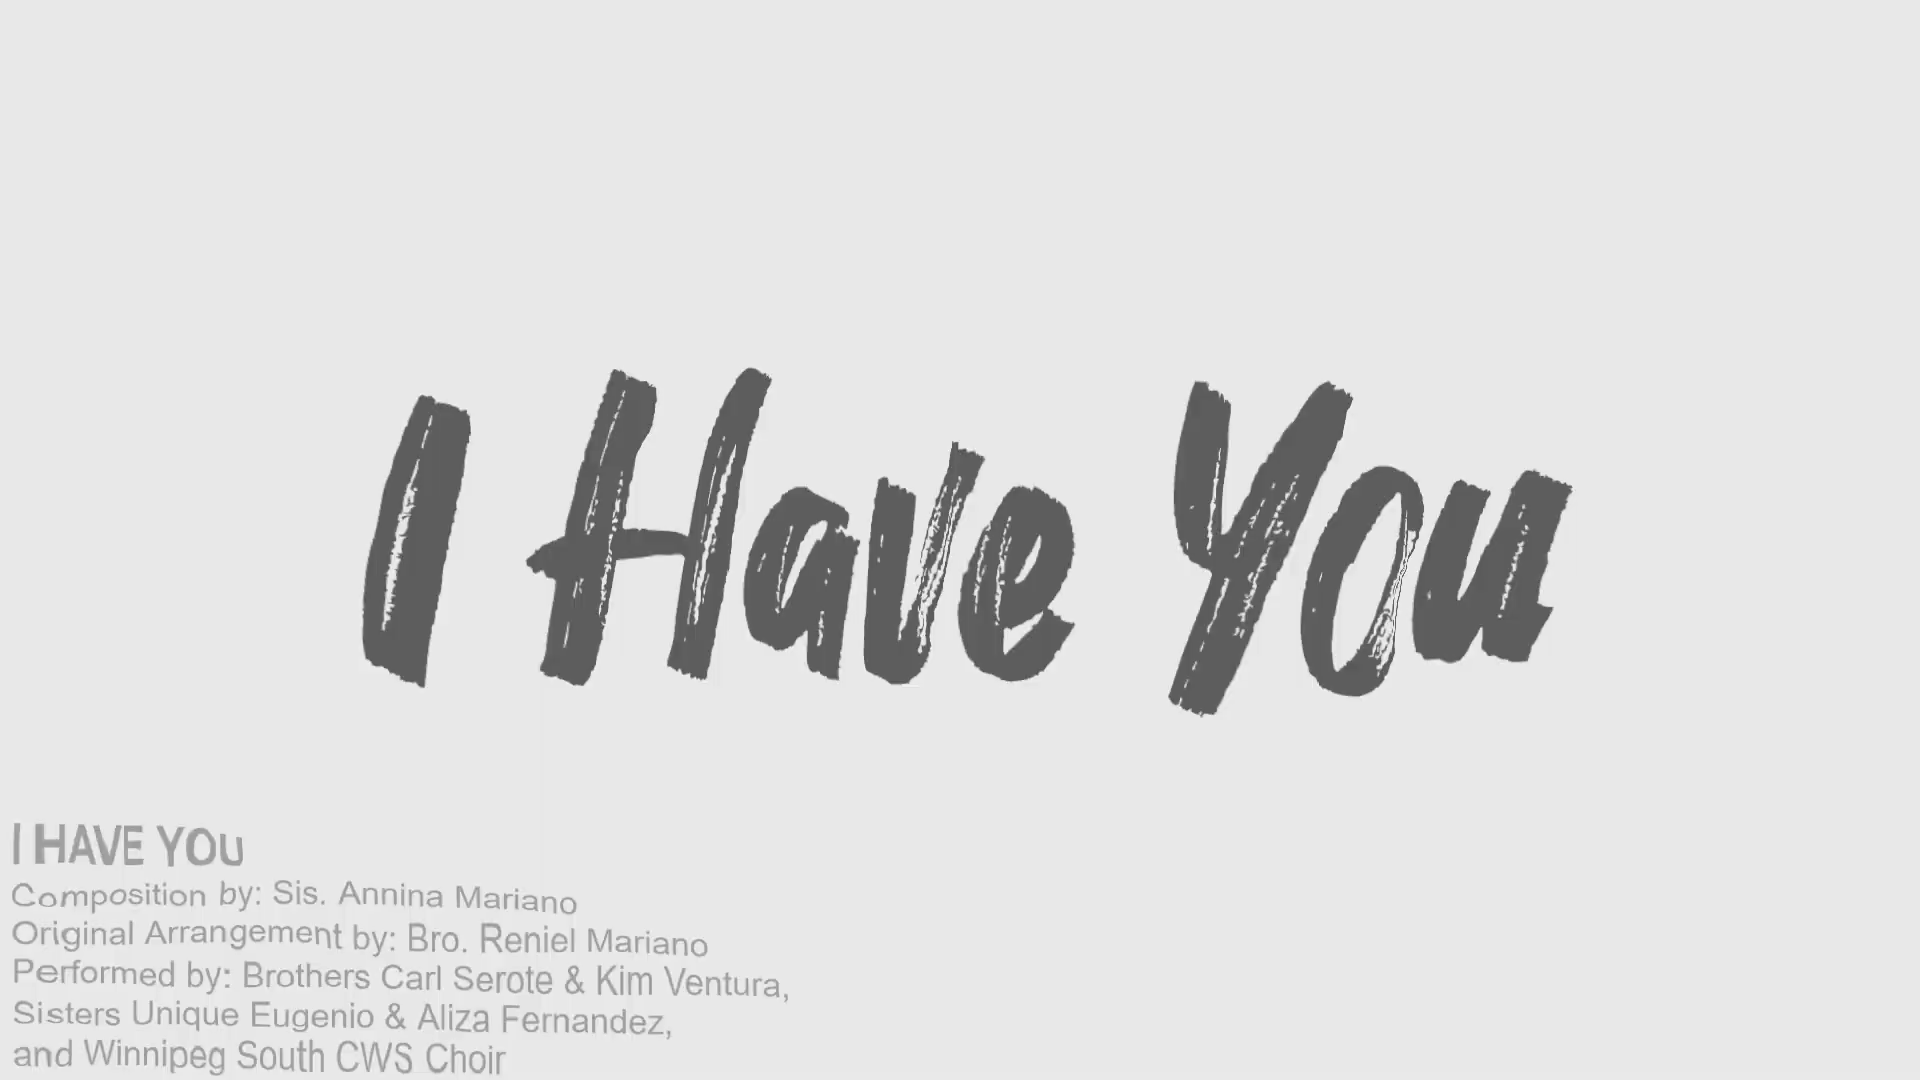 I Have You
I HAVE YOU
Composition by: Sis. Annina Mariano
Original Arrangement by: Bro. Reniel Mariano
Performed by: Brothers Carl Serote & Kim Ventura,
Sisters Unique Eugenio & Aliza Fernandez,
and Winnipeg South CWS Choir